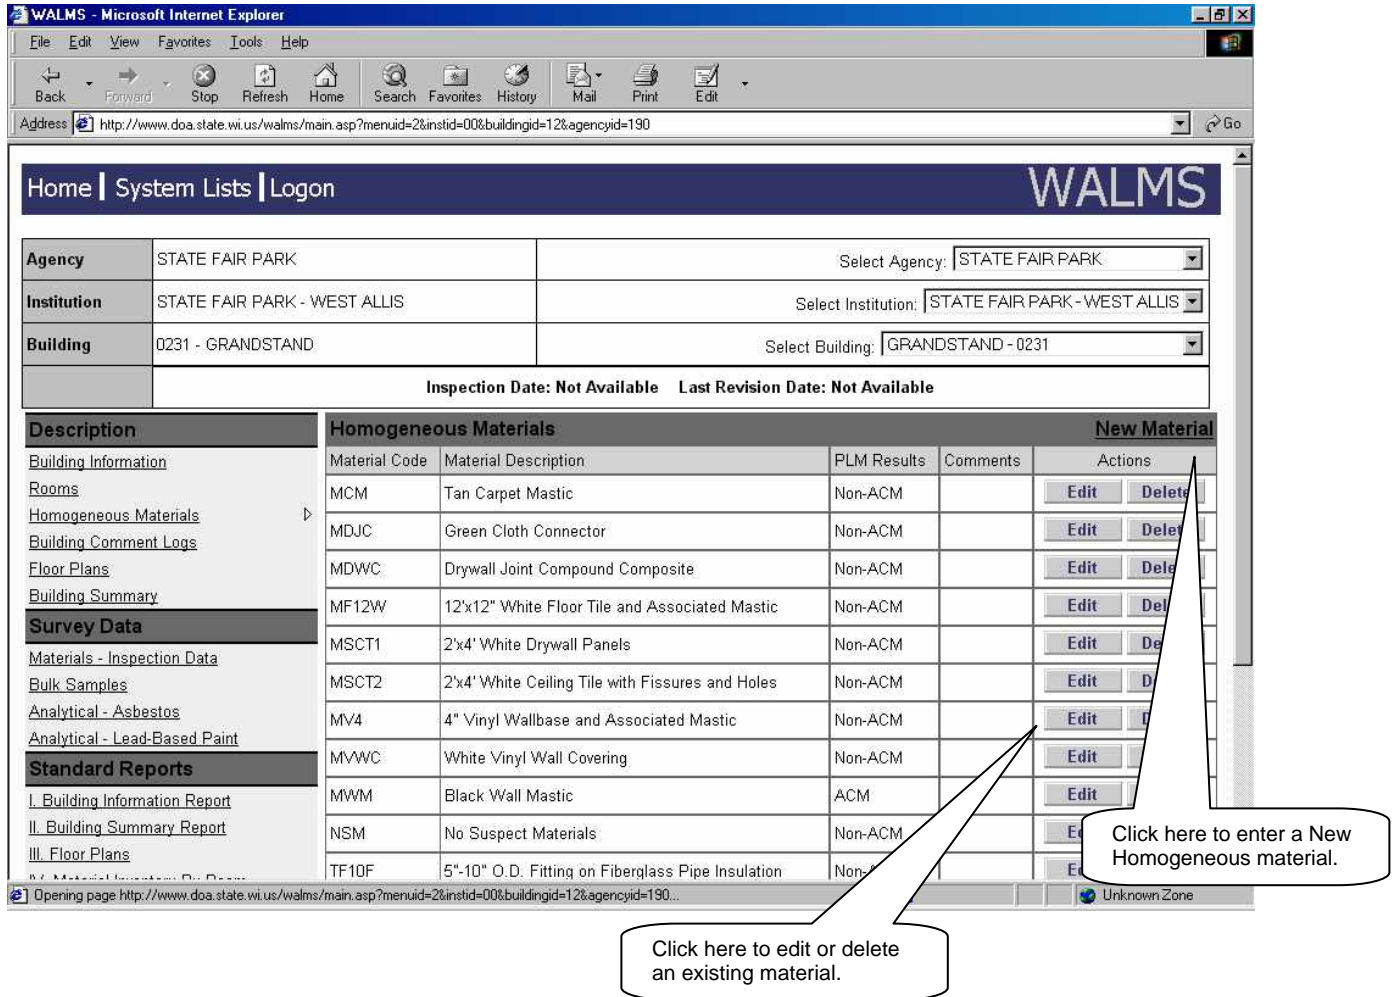 WALMS - Microsoft Internet Explorer
File Edit View Favorites Tools Help
Back Forward Stop Refresh Home Search Favorites History Mail Print Edit
Address http://www.doa.state.wi.us/walms/main.asp?menuid=2&instid=00&buildingid=12&agencyid=190 Go
Home System Lists Logon WALMS
Agency STATE FAIR PARK Select Agency: STATE FAIR PARK
Institution STATE FAIR PARK - WEST ALLIS Select Institution: STATE FAIR PARK - WEST ALLIS
Building 0231 - GRANDSTAND Select Building: GRANDSTAND - 0231
Inspection Date: Not Available Last Revision Date: Not Available
Description
Building Information
Rooms
Homogeneous Materials
Building Comment Logs
Floor Plans
Building Summary
Survey Data
Materials - Inspection Data
Bulk Samples
Analytical - Asbestos
Analytical - Lead-Based Paint
Standard Reports
I. Building Information Report
II. Building Summary Report
III. Floor Plans
IV. Material Inventory By Room
Homogeneous Materials New Material
Material Code Material Description PLM Results Comments Actions
MCM Tan Carpet Mastic Non-ACM Edit Delete
MDJC Green Cloth Connector Non-ACM Edit Delet
MDWC Drywall Joint Compound Composite Non-ACM Edit Dele
MF12W 12'x12" White Floor Tile and Associated Mastic Non-ACM Edit Del
MSCT1 2'x4' White Drywall Panels Non-ACM Edit De
MSCT2 2'x4' White Ceiling Tile with Fissures and Holes Non-ACM Edit D
MV4 4" Vinyl Wallbase and Associated Mastic Non-ACM Edit
MVWC White Vinyl Wall Covering Non-ACM Edit
MWM Black Wall Mastic ACM Edit
NSM No Suspect Materials Non-ACM
TF10F 5"-10" O.D. Fitting on Fiberglass Pipe Insulation
Click here to enter a New
Homogeneous material.
Opening page http://www.doa.state.wi.us/walms/main.asp?menuid=2&instid=00&buildingid=12&agencyid=190... Unknown Zone
Click here to edit or delete
an existing material.